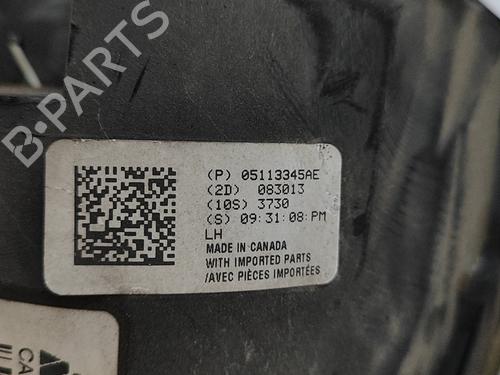 B-PARTS
(P) 05113345AE
(2D) 083013
(10S) 3730
(S) 09:31:08:PM
LH
MADE IN CANADA
WITH IMPORTED PARTS
/AVEC PIÈCES IMPORTÉES
CA